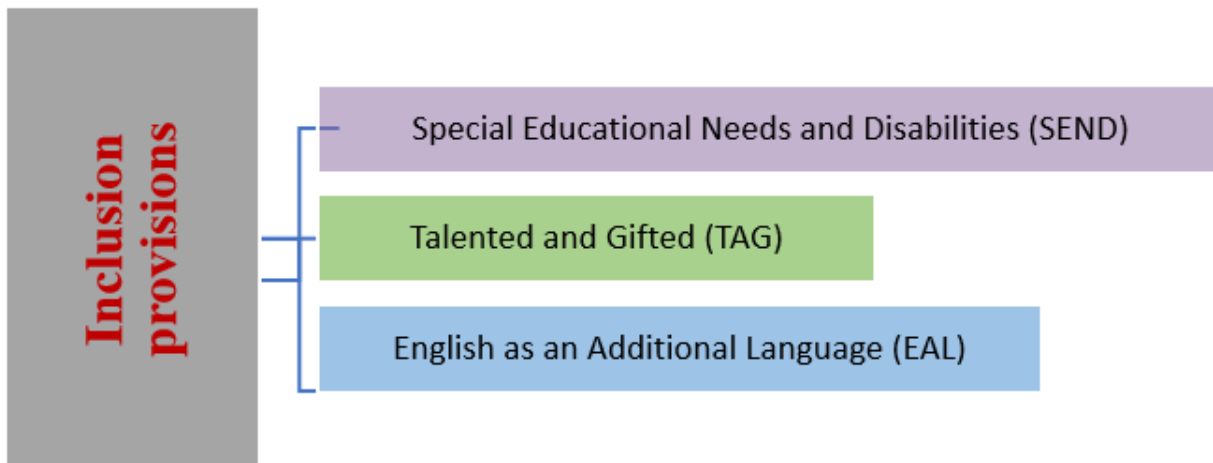 Inclusion
provisions
Special Educational Needs and Disabilities (SEND)
Talented and Gifted (TAG)
English as an Additional Language (EAL)